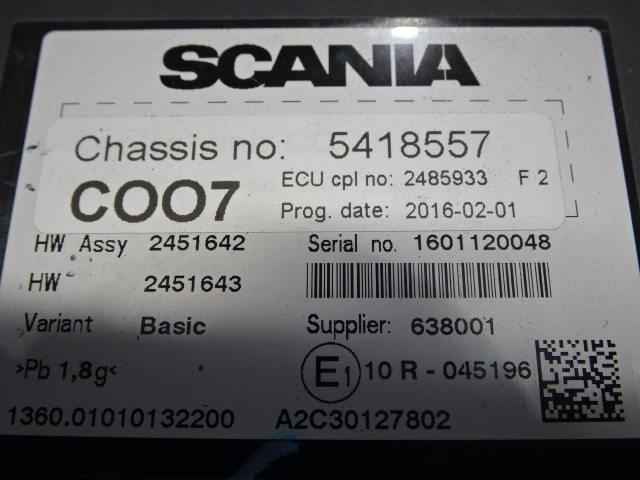 SCANIA
Chassis no: 5418557
COO7 ECU cpl no: 2485933 F 2
Prog. date: 2016-02-01
HW Assy 2451642 Serial no. 1601120048
HW 2451643
Variant Basic Supplier: 638001
>Pb 1,8g< E1 10 R - 045196
1360.01010132200 A2C30127802